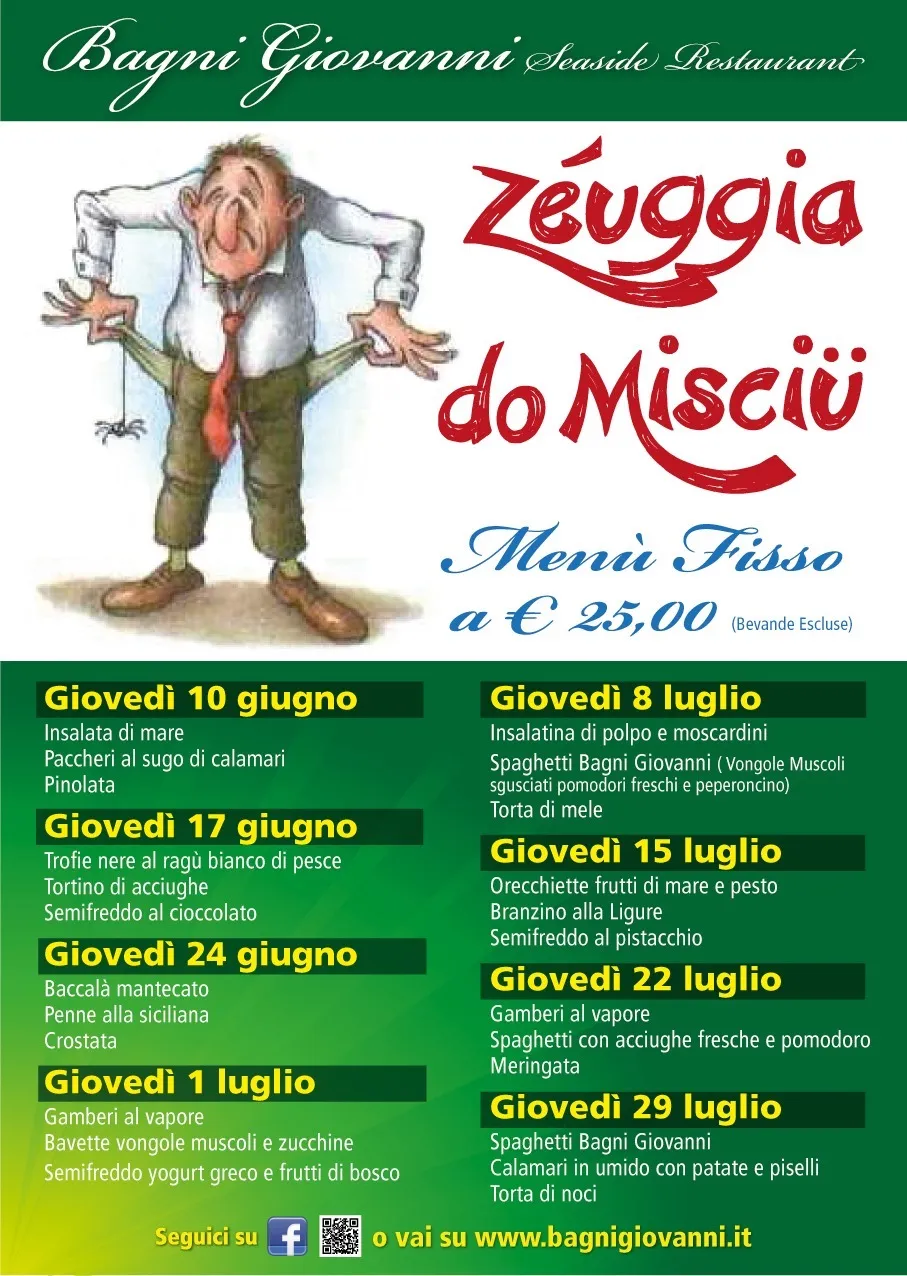 Bagni Giovanni Seaside Restaurant
Zéuggia
do Misciü
Menù Fisso
a € 25,00 (Bevande Escluse)
Giovedì 10 giugno
Insalata di mare
Paccheri al sugo di calamari
Pinolata
Giovedì 17 giugno
Trofie nere al ragù bianco di pesce
Tortino di acciughe
Semifreddo al cioccolato
Giovedì 24 giugno
Baccalà mantecato
Penne alla siciliana
Crostata
Giovedì 1 luglio
Gamberi al vapore
Bavette vongole muscoli e zucchine
Semifreddo yogurt greco e frutti di bosco
Giovedì 8 luglio
Insalatina di polpo e moscardini
Spaghetti Bagni Giovanni ( Vongole Muscoli
sgusciati pomodori freschi e peperoncino)
Torta di mele
Giovedì 15 luglio
Orecchiette frutti di mare e pesto
Branzino alla Ligure
Semifreddo al pistacchio
Giovedì 22 luglio
Gamberi al vapore
Spaghetti con acciughe fresche e pomodoro
Meringata
Giovedì 29 luglio
Spaghetti Bagni Giovanni
Calamari in umido con patate e piselli
Torta di noci
Seguici su f o vai su www.bagnigiovanni.it